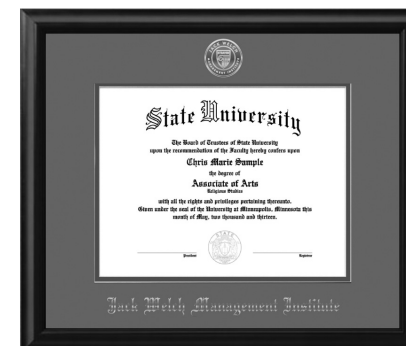 JACK WELCH
State University
The Board of Trustees of State University
upon the recommendation of the Faculty hereby confers upon
Chris Marie Sample
the degree of
Associate of Arts
Religious Studies
with all the rights and privileges pertaining thereunto.
Given under the seal of the University at Minneapolis, Minnesota this
month of May, two thousand and thirteen.
STATE
President Registrar
Jack Welch Management Institute